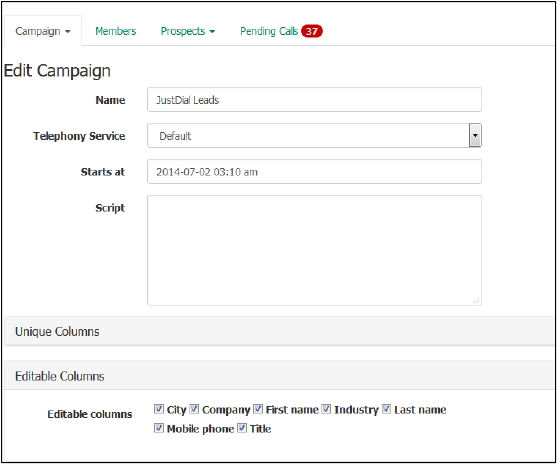 Campaign Members Prospects Pending Calls 37
Edit Campaign
Name JustDial Leads
Telephony Service Default
Starts at 2014-07-02 03:10 am
Script
Unique Columns
Editable Columns
Editable columns City Company First name Industry Last name
Mobile phone Title